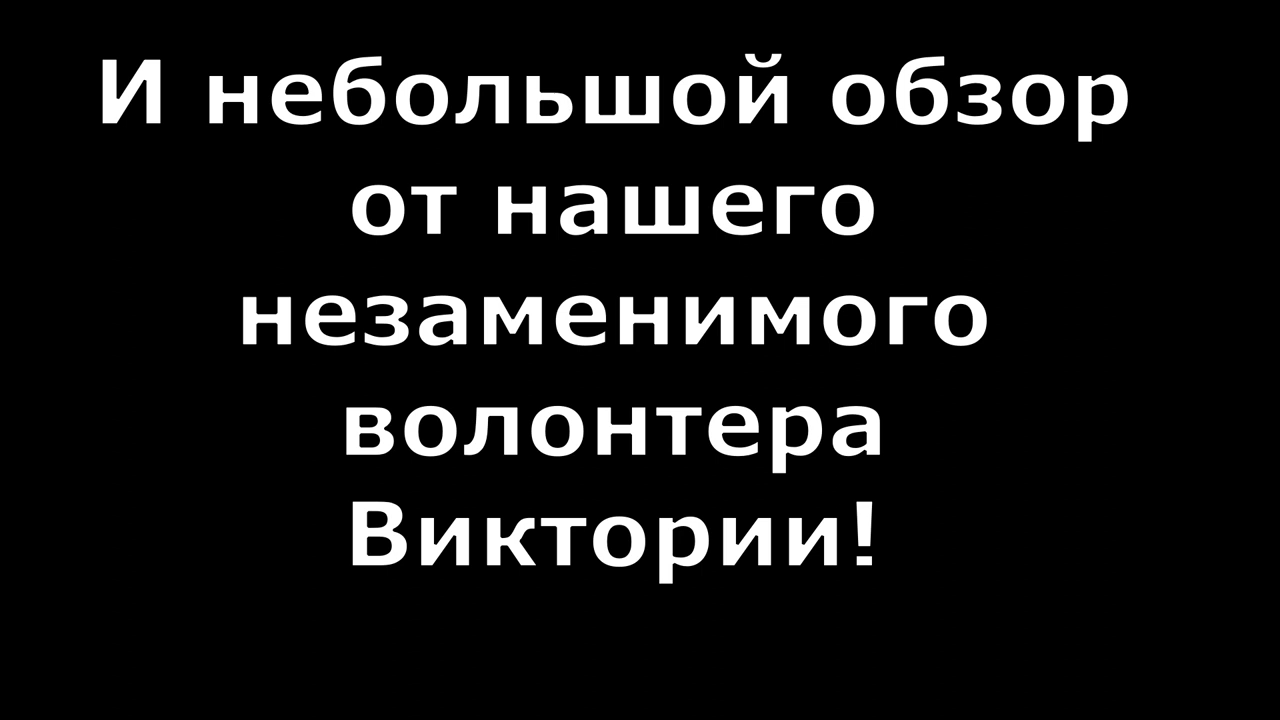 И небольшой обзор
от нашего
незаменимого
волонтера
Виктории!